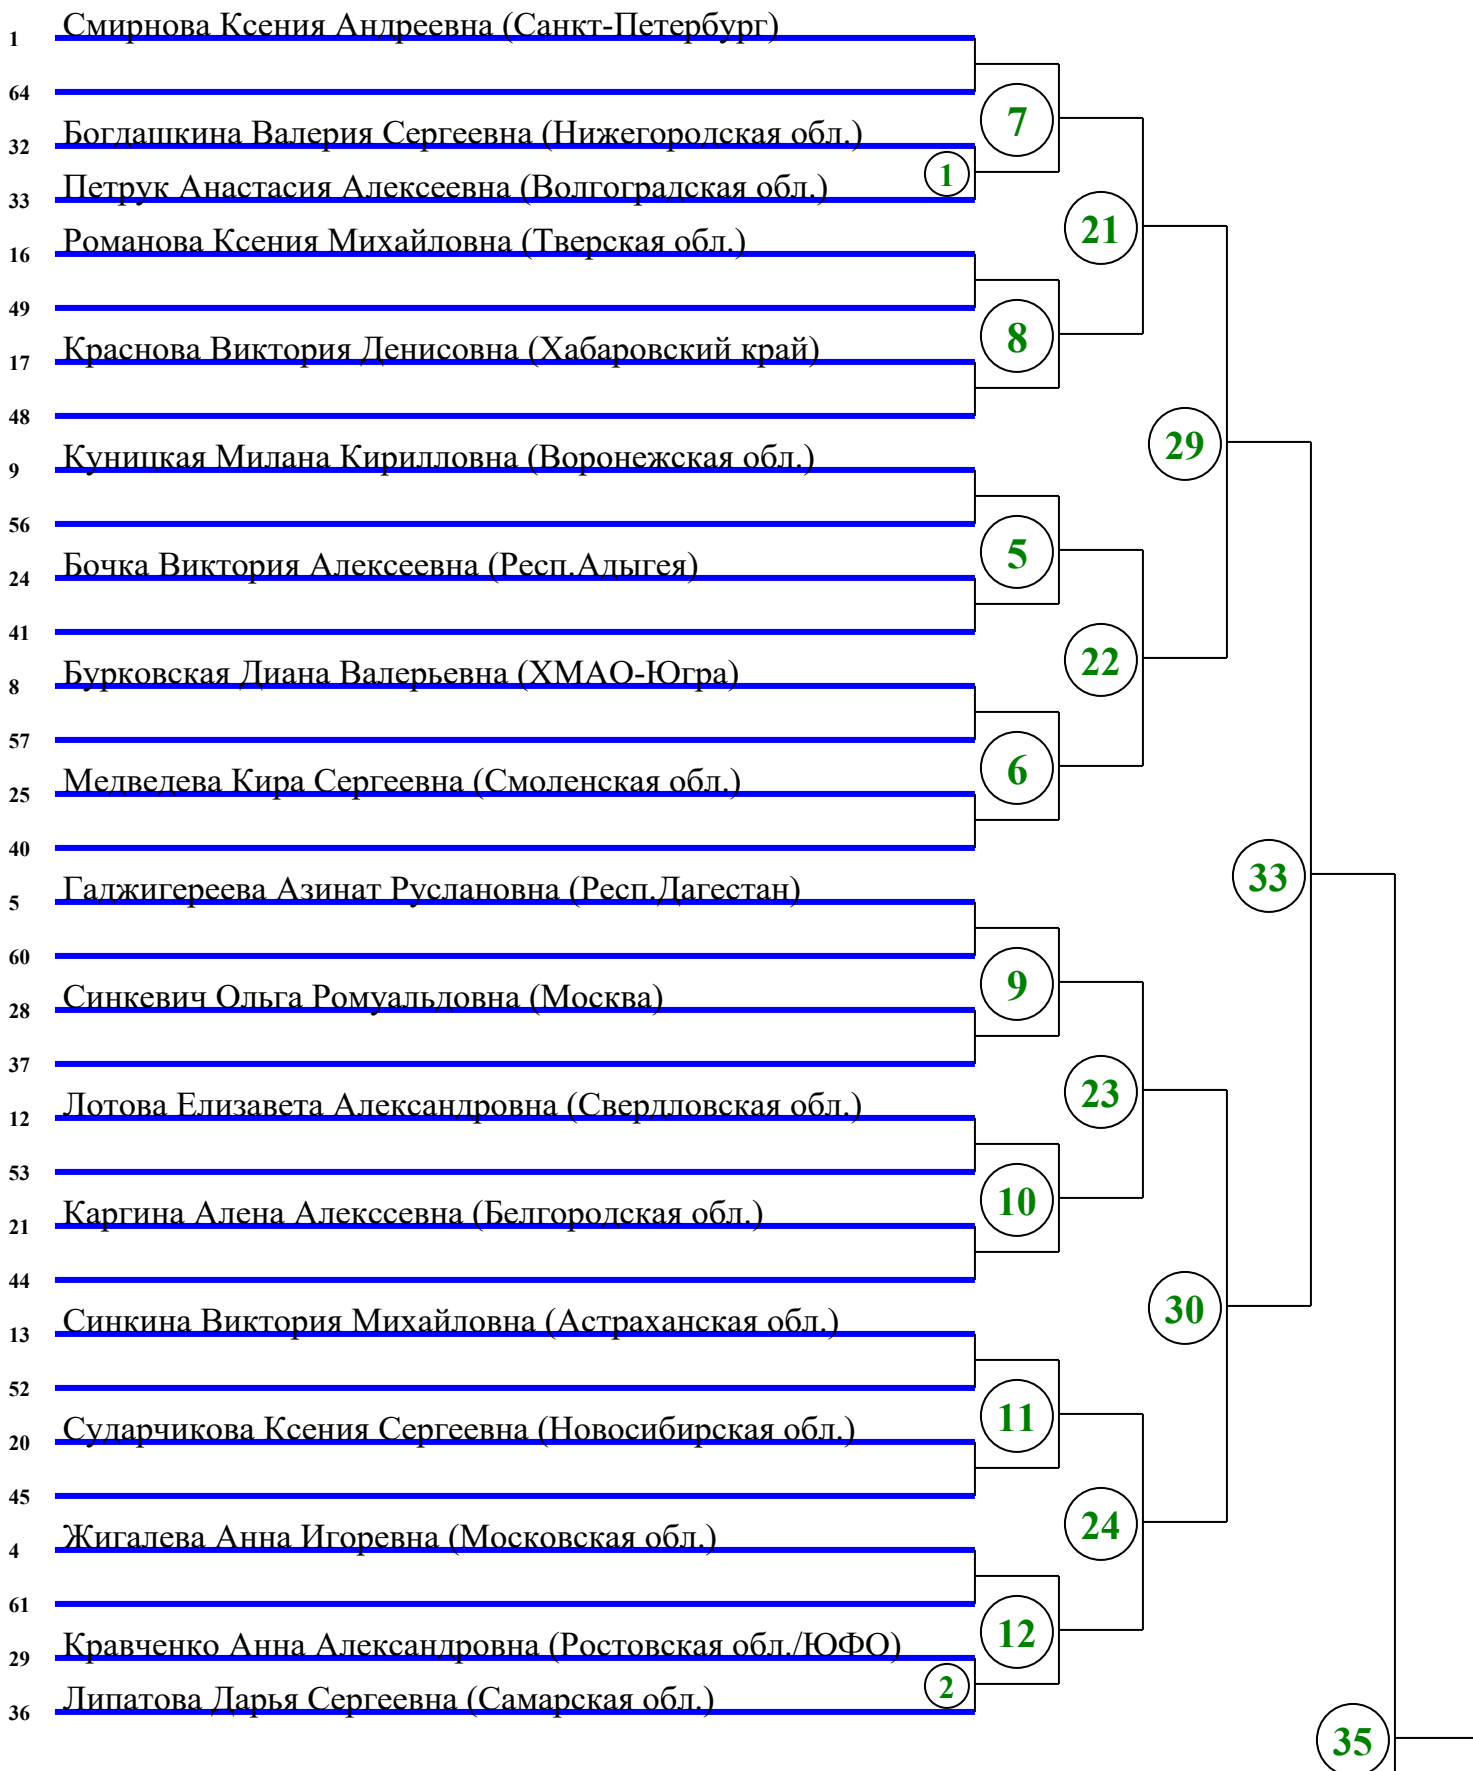 1 Смирнова Ксения Андреевна (Санкт-Петербург)
64
7
32 Богдашкина Валерия Сергеевна (Нижегородская обл.)
1
33 Петрук Анастасия Алексеевна (Волгоградская обл.)
21
16 Романова Ксения Михайловна (Тверская обл.)
49
8
17 Краснова Виктория Денисовна (Хабаровский край)
48
29
9 Куницкая Милана Кирилловна (Воронежская обл.)
56
5
24 Бочка Виктория Алексеевна (Респ.Адыгея)
41
22
8 Бурковская Диана Валерьевна (ХМАО-Югра)
57
6
25 Медведева Кира Сергеевна (Смоленская обл.)
40
33
5 Гаджигереева Азинат Руслановна (Респ.Дагестан)
60
9
28 Синкевич Ольга Ромуальдовна (Москва)
37
23
12 Лотова Елизавета Александровна (Свердловская обл.)
53
10
21 Каргина Алена Алекссевна (Белгородская обл.)
44
30
13 Синкина Виктория Михайловна (Астраханская обл.)
52
11
20 Сударчикова Ксения Сергеевна (Новосибирская обл.)
45
24
4 Жигалева Анна Игоревна (Московская обл.)
61
12
29 Кравченко Анна Александровна (Ростовская обл./ЮФО)
2
36 Липатова Дарья Сергеевна (Самарская обл.)
35